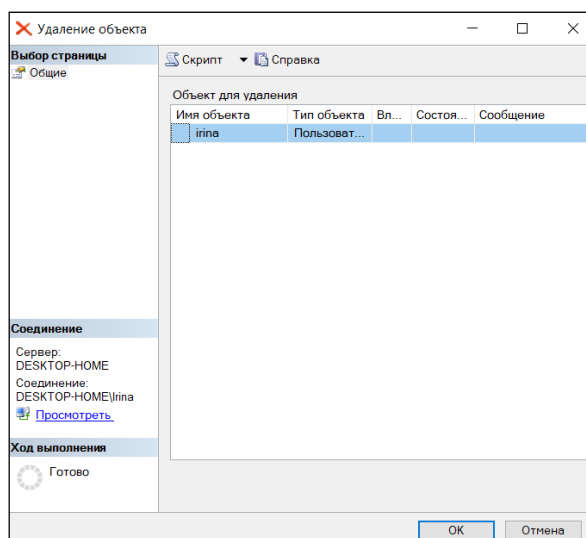 Удаление объекта
Выбор страницы
Общие
Скрипт
Справка
Объект для удаления
Имя объекта Тип объекта Вл... Состоя... Сообщение
irina Пользоват...
Соединение
Сервер:
DESKTOP-HOME
Соединение:
DESKTOP-HOME\Irina
Просмотреть
Ход выполнения
Готово
OK Отмена